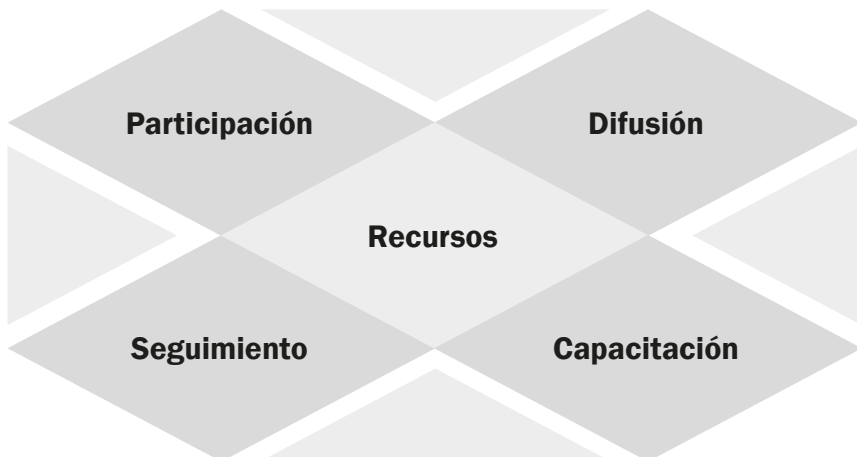 Participación
Difusión
Recursos
Seguimiento
Capacitación